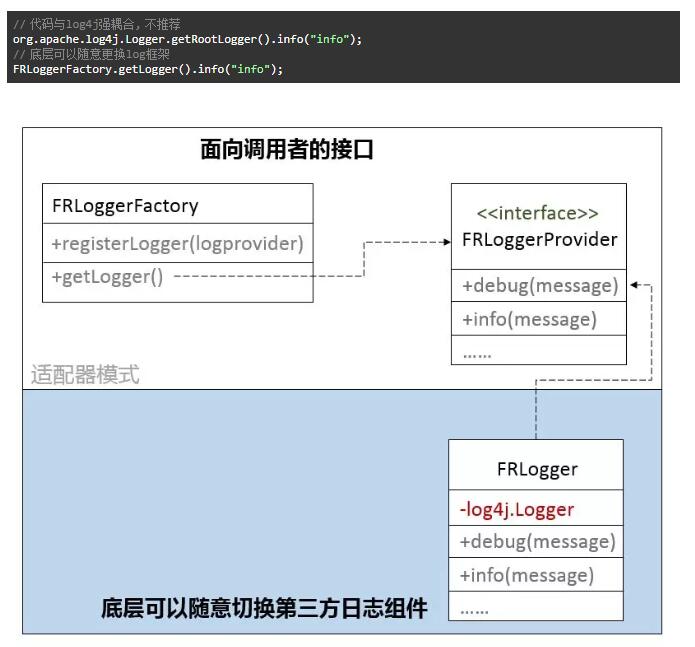 // 代码与log4j强耦合，不推荐
org.apache.log4j.Logger.getRootLogger().info("info");
// 底层可以随意更换log框架
FRLoggerFactory.getLogger().info("info");
面向调用者的接口
FRLoggerFactory
+registerLogger(logprovider)
+getLogger()
<<interface>>
FRLoggerProvider
+debug(message)
+info(message)
……
适配器模式
FRLogger
-log4j.Logger
+debug(message)
+info(message)
……
底层可以随意切换第三方日志组件